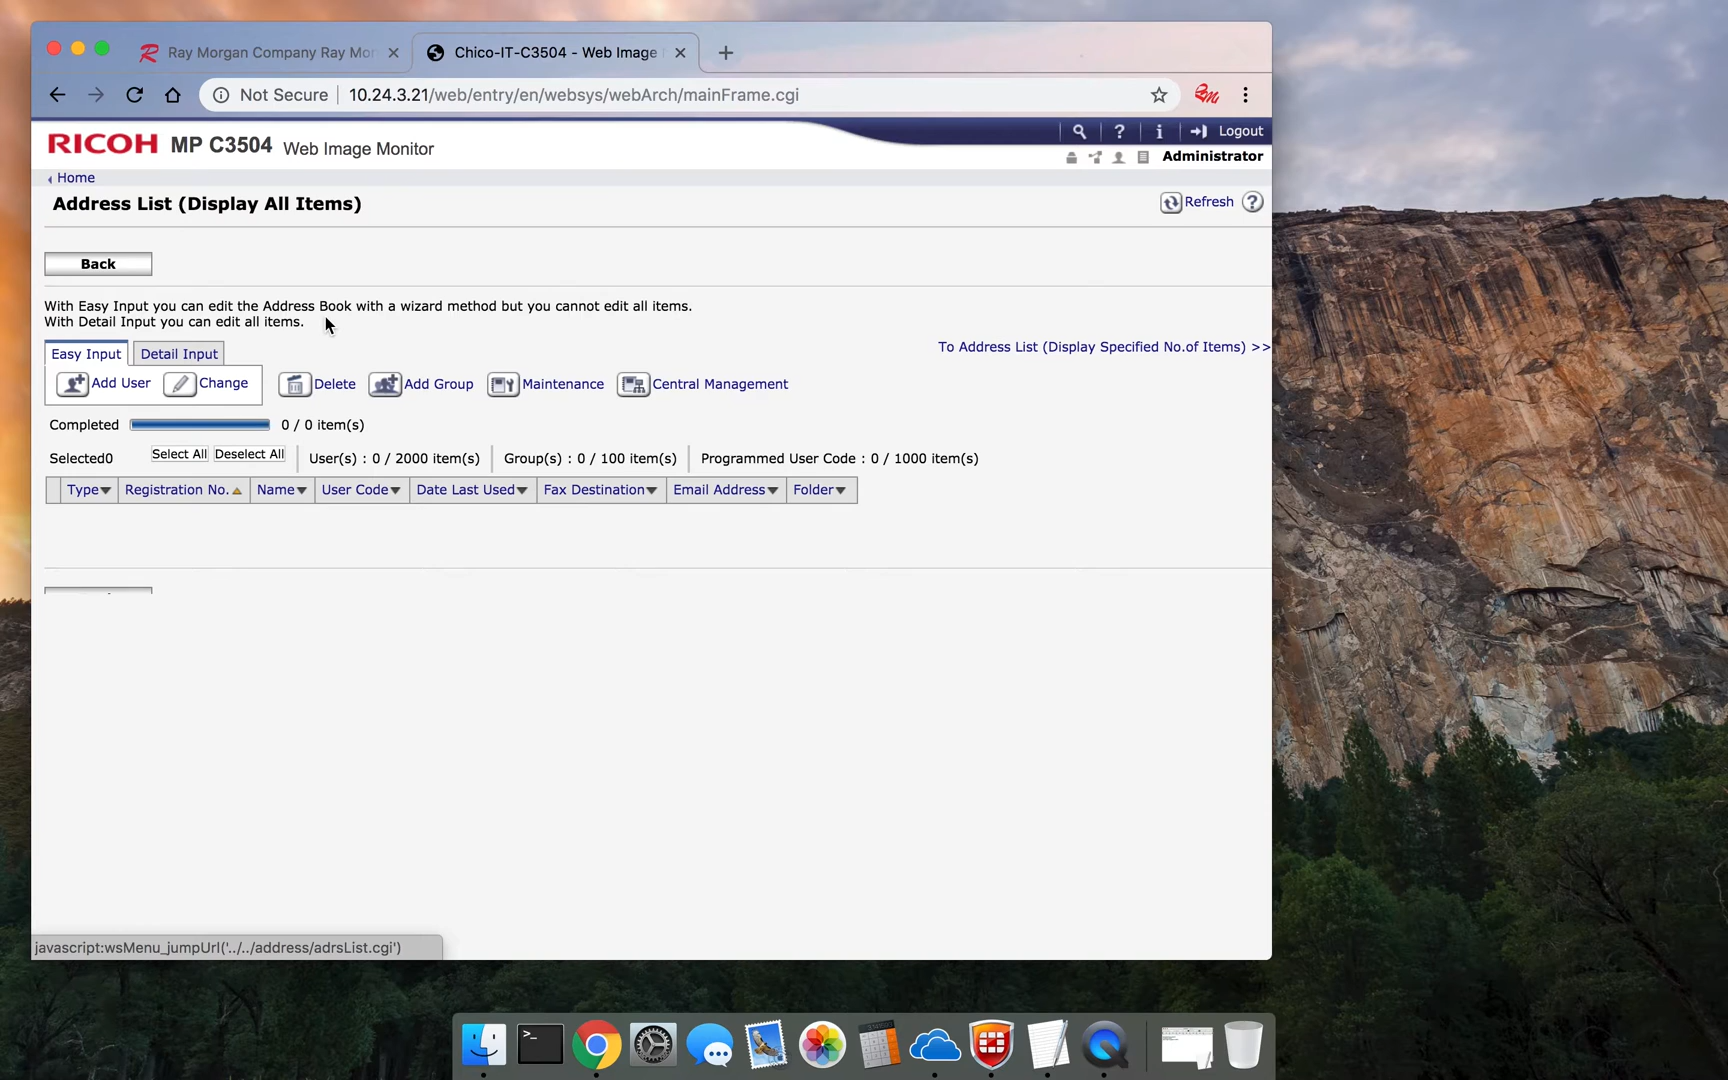 Ray Morgan Company Ray Mor
Chico-IT-C3504 - Web Image
Not Secure | 10.24.3.21/web/entry/en/websys/webArch/mainFrame.cgi
Logout
RICOH MP C3504 Web Image Monitor
Administrator
Home
Address List (Display All Items)
Refresh
Back
With Easy Input you can edit the Address Book with a wizard method but you cannot edit all items.
With Detail Input you can edit all items.
To Address List (Display Specified No.of Items) >>
Easy Input Detail Input
Add User Change Delete Add Group Maintenance Central Management
Completed 0 / 0 item(s)
Selected0 Select All Deselect All User(s) : 0 / 2000 item(s) Group(s) : 0 / 100 item(s) Programmed User Code : 0 / 1000 item(s)
Type Registration No. Name User Code Date Last Used Fax Destination Email Address Folder
javascript:wsMenu_jumpUrl('../../address/adrsList.cgi')